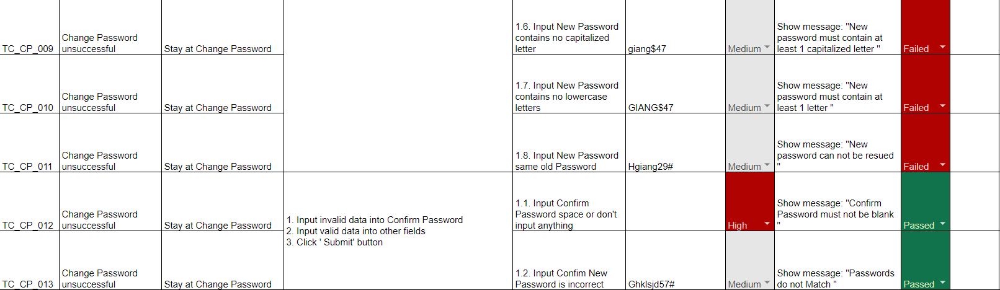 TC_CP_009
Change Password
unsuccessful
Stay at Change Password
1.6. Input New Password
contains no capitalized
letter
giang$47
Medium
Show message: "New
password must contain at
least 1 capitalized letter "
Failed
TC_CP_010
Change Password
unsuccessful
Stay at Change Password
1.7. Input New Password
contains no lowercase
letters
GIANG$47
Medium
Show message: "New
password must contain at
least 1 letter "
Failed
TC_CP_011
Change Password
unsuccessful
Stay at Change Password
1.8. Input New Password
same old Password
Hgiang29#
Medium
Show message: "New
password can not be resued
"
Failed
TC_CP_012
Change Password
unsuccessful
Stay at Change Password
1. Input invalid data into Confirm Password
2. Input valid data into other fields
3. Click ' Submit' button
1.1. Input Confirm
Password space or don't
input anything
High
Show message: "Confirm
Password must not be blank
"
Passed
TC_CP_013
Change Password
unsuccessful
Stay at Change Password
1.2. Input Confim New
Password is incorrect
Ghklsjd57#
Medium
Show message: "Passwords
do not Match "
Passed